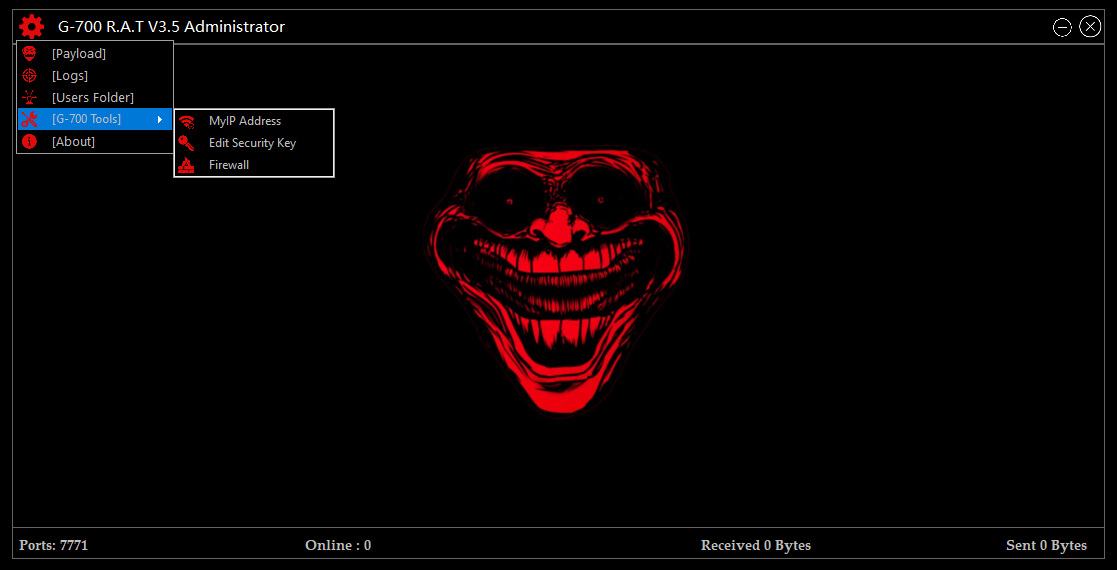 G-700 R.A.T V3.5 Administrator
[Payload]
[Logs]
[Users Folder]
[G-700 Tools]
[About]
MyIP Address
Edit Security Key
Firewall
Ports: 7771 Online : 0 Received 0 Bytes Sent 0 Bytes